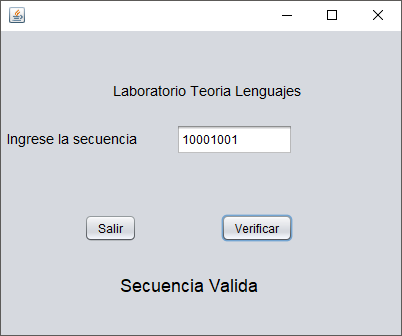 Laboratorio Teoria Lenguajes
Ingrese la secuencia 10001001
Salir Verificar
Secuencia Valida